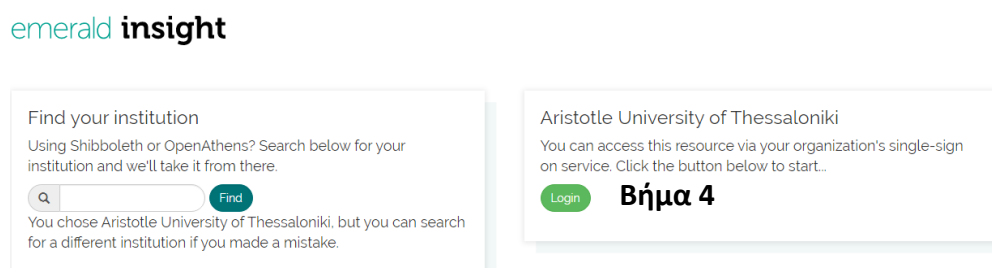 emerald insight
Find your institution
Using Shibboleth or OpenAthens? Search below for your
institution and we'll take it from there.
Find
You chose Aristotle University of Thessaloniki, but you can search
for a different institution if you made a mistake.
Aristotle University of Thessaloniki
You can access this resource via your organization's single-sign
on service. Click the button below to start...
Login Βήμα 4